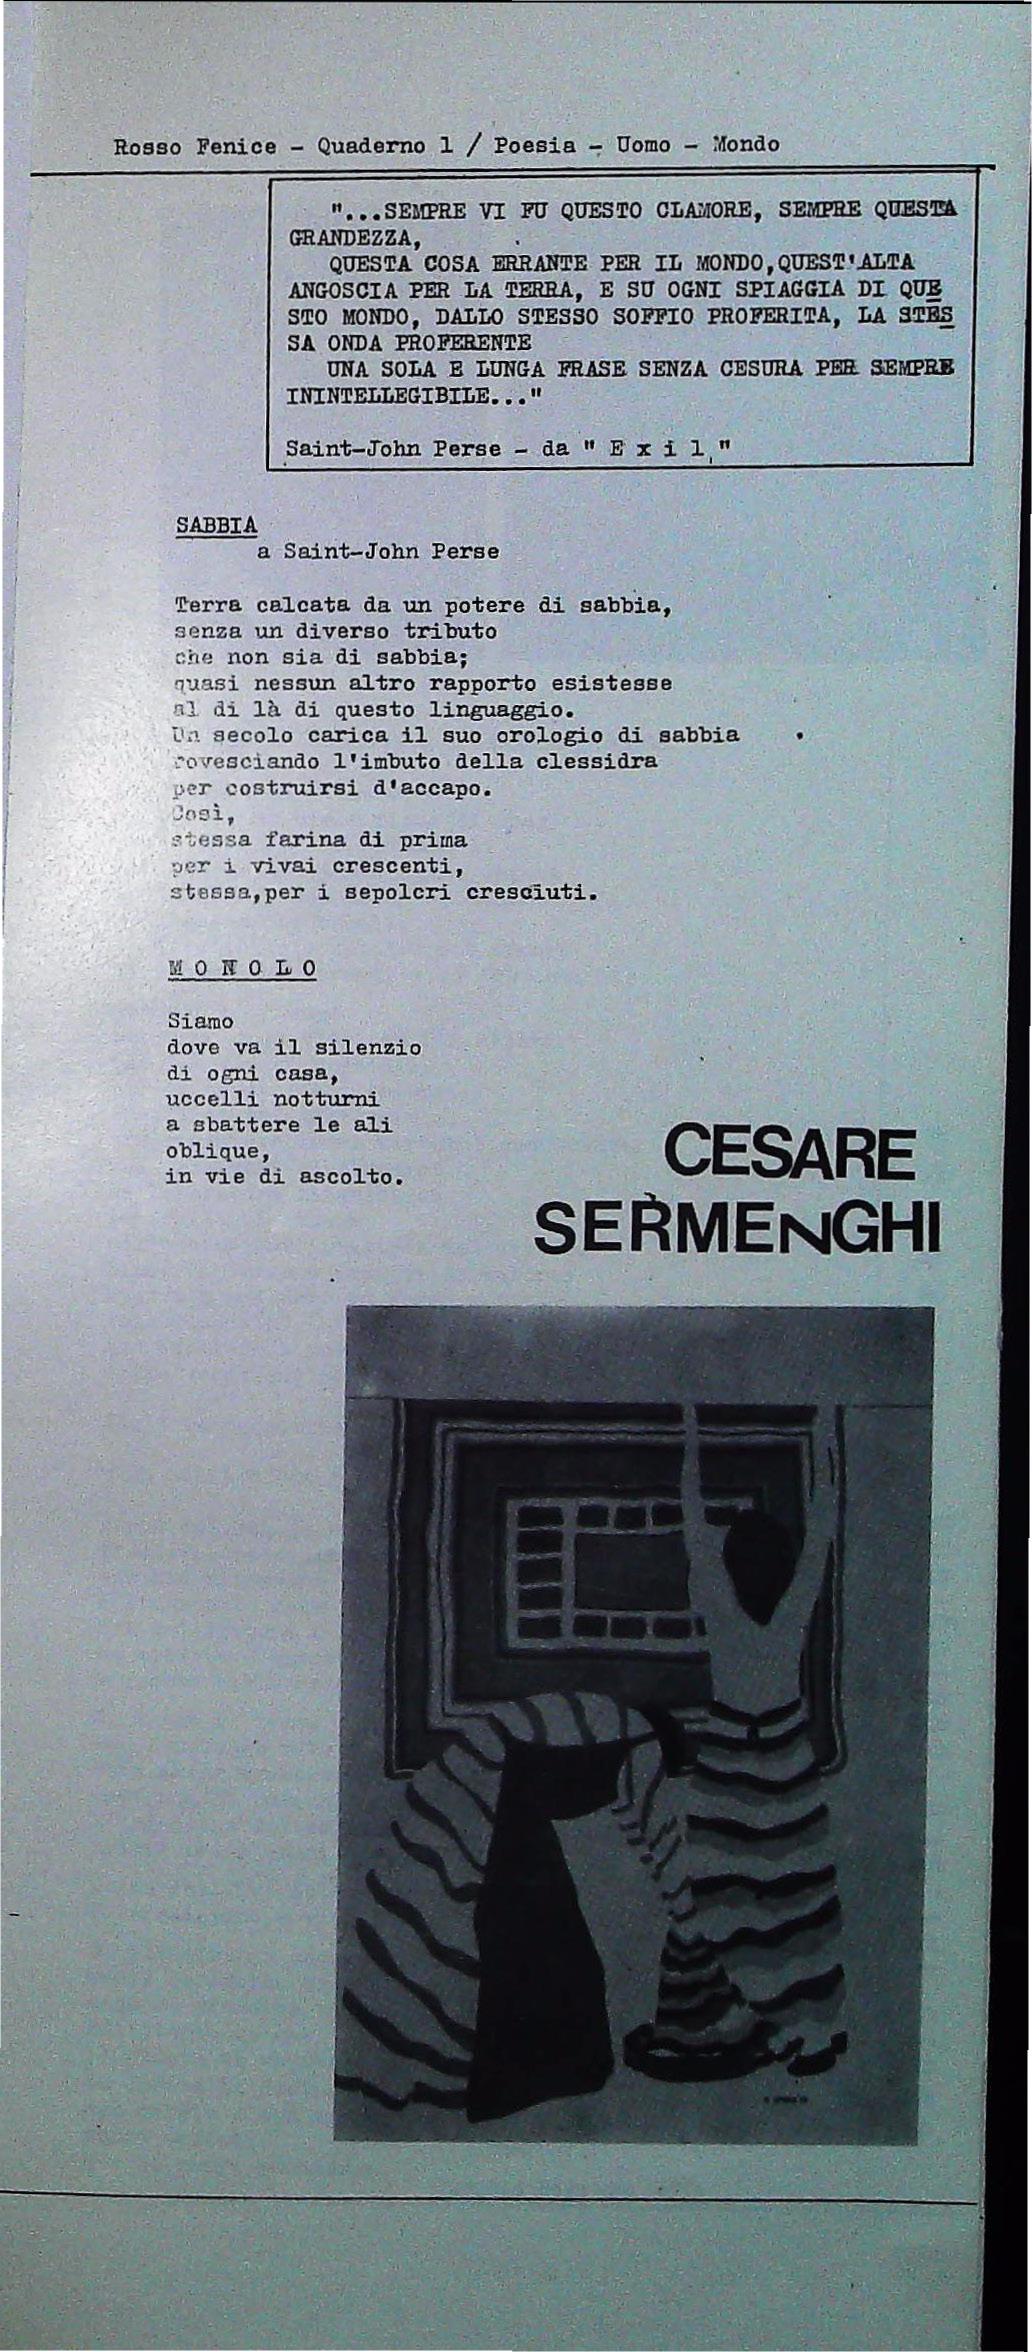 Rosso Fenice - Quaderno 1 / Poesia - Uomo - Mondo
"...SEMPRE VI FU QUESTO CLAMORE, SEMPRE QUESTA
GRANDEZZA,
QUESTA COSA ERRANTE PER IL MONDO,QUEST'ALTA
ANGOSCIA PER LA TERRA, E SU OGNI SPIAGGIA DI QUE
STO MONDO, DALLO STESSO SOFFIO PROFERITA, LA STES
SA ONDA PROFERENTE
UNA SOLA E LUNGA FRASE SENZA CESURA PER SEMPRE
ININTELLEGIBILE..."
Saint-John Perse - da " E x i l "
SABBIA
a Saint-John Perse
Terra calcata da un potere di sabbia,
senza un diverso tributo
che non sia di sabbia;
quasi nessun altro rapporto esistesse
al di là di questo linguaggio.
Un secolo carica il suo orologio di sabbia
rovesciando l'imbuto della clessidra
per costruirsi d'accapo.
Così,
stessa farina di prima
per i vivai crescenti,
stessa,per i sepolcri cresciuti.
M O N O L O
Siamo
dove va il silenzio
di ogni casa,
uccelli notturni
a sbattere le ali
oblique,
in vie di ascolto.
CESARE
SERMENGHI